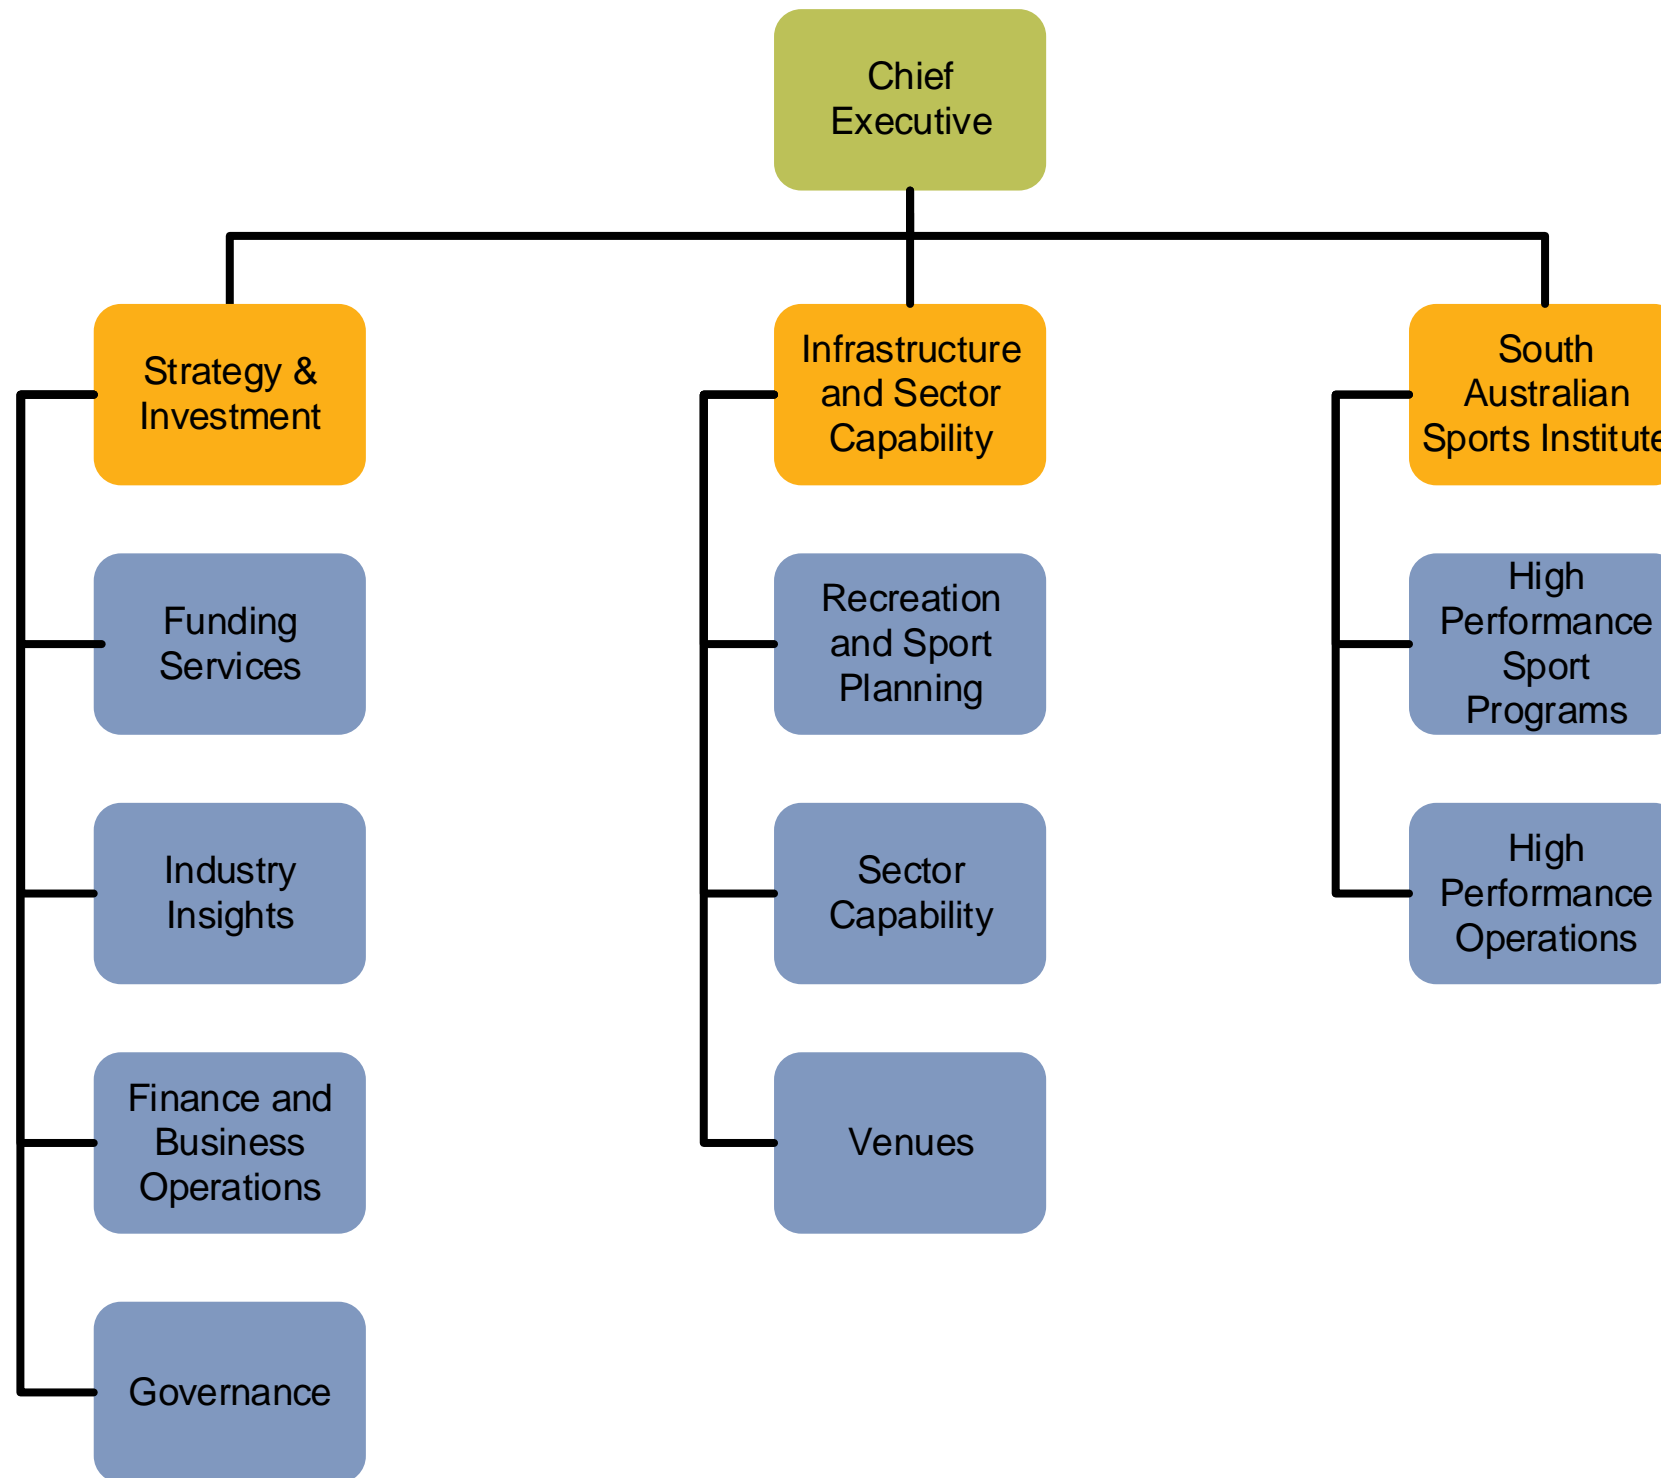 Chief
Executive
Strategy &
Investment
Funding
Services
Industry
Insights
Finance and
Business
Operations
Governance
Infrastructure
and Sector
Capability
Recreation
and Sport
Planning
Sector
Capability
Venues
South
Australian
Sports Institute
High
Performance
Sport
Programs
High
Performance
Operations